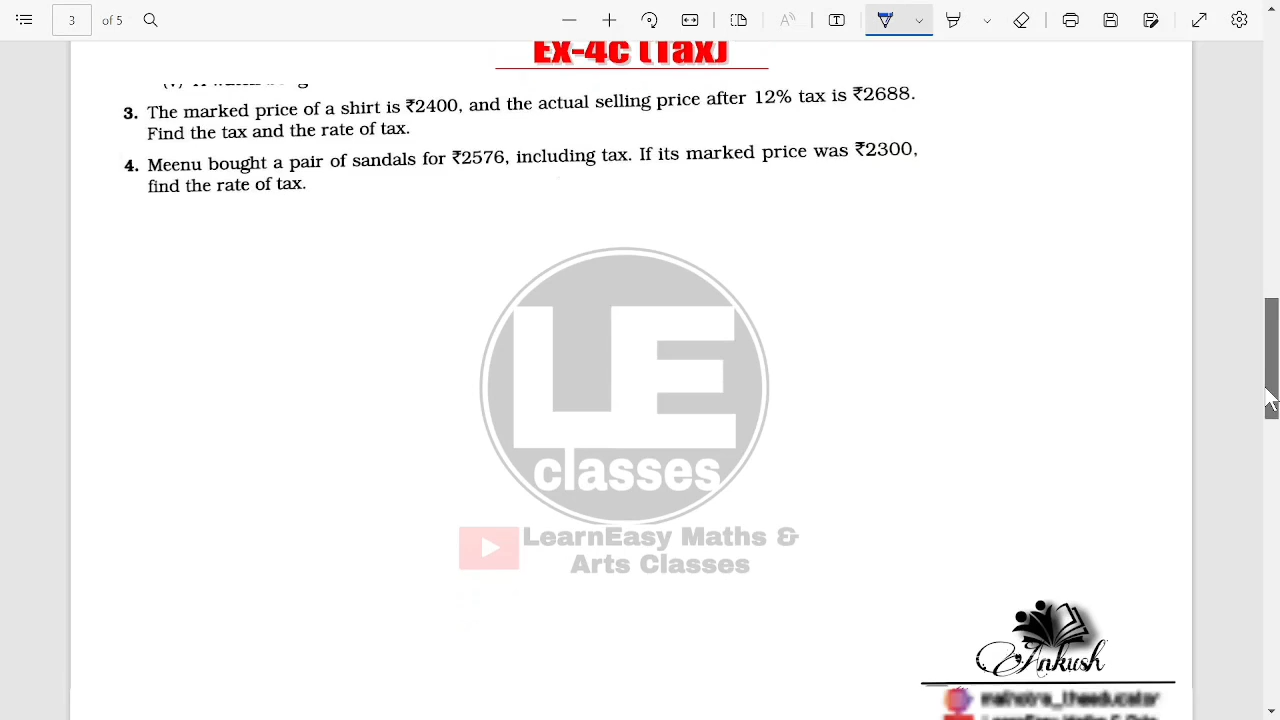 3
of 5
Ex-4c (Tax)
3. The marked price of a shirt is ₹2400, and the actual selling price after 12% tax is ₹2688.
Find the tax and the rate of tax.
4. Meenu bought a pair of sandals for ₹2576, including tax. If its marked price was ₹2300,
find the rate of tax.
LE
classes
LearnEasy Maths &
Arts Classes
Ankush
malhotra_theeducator